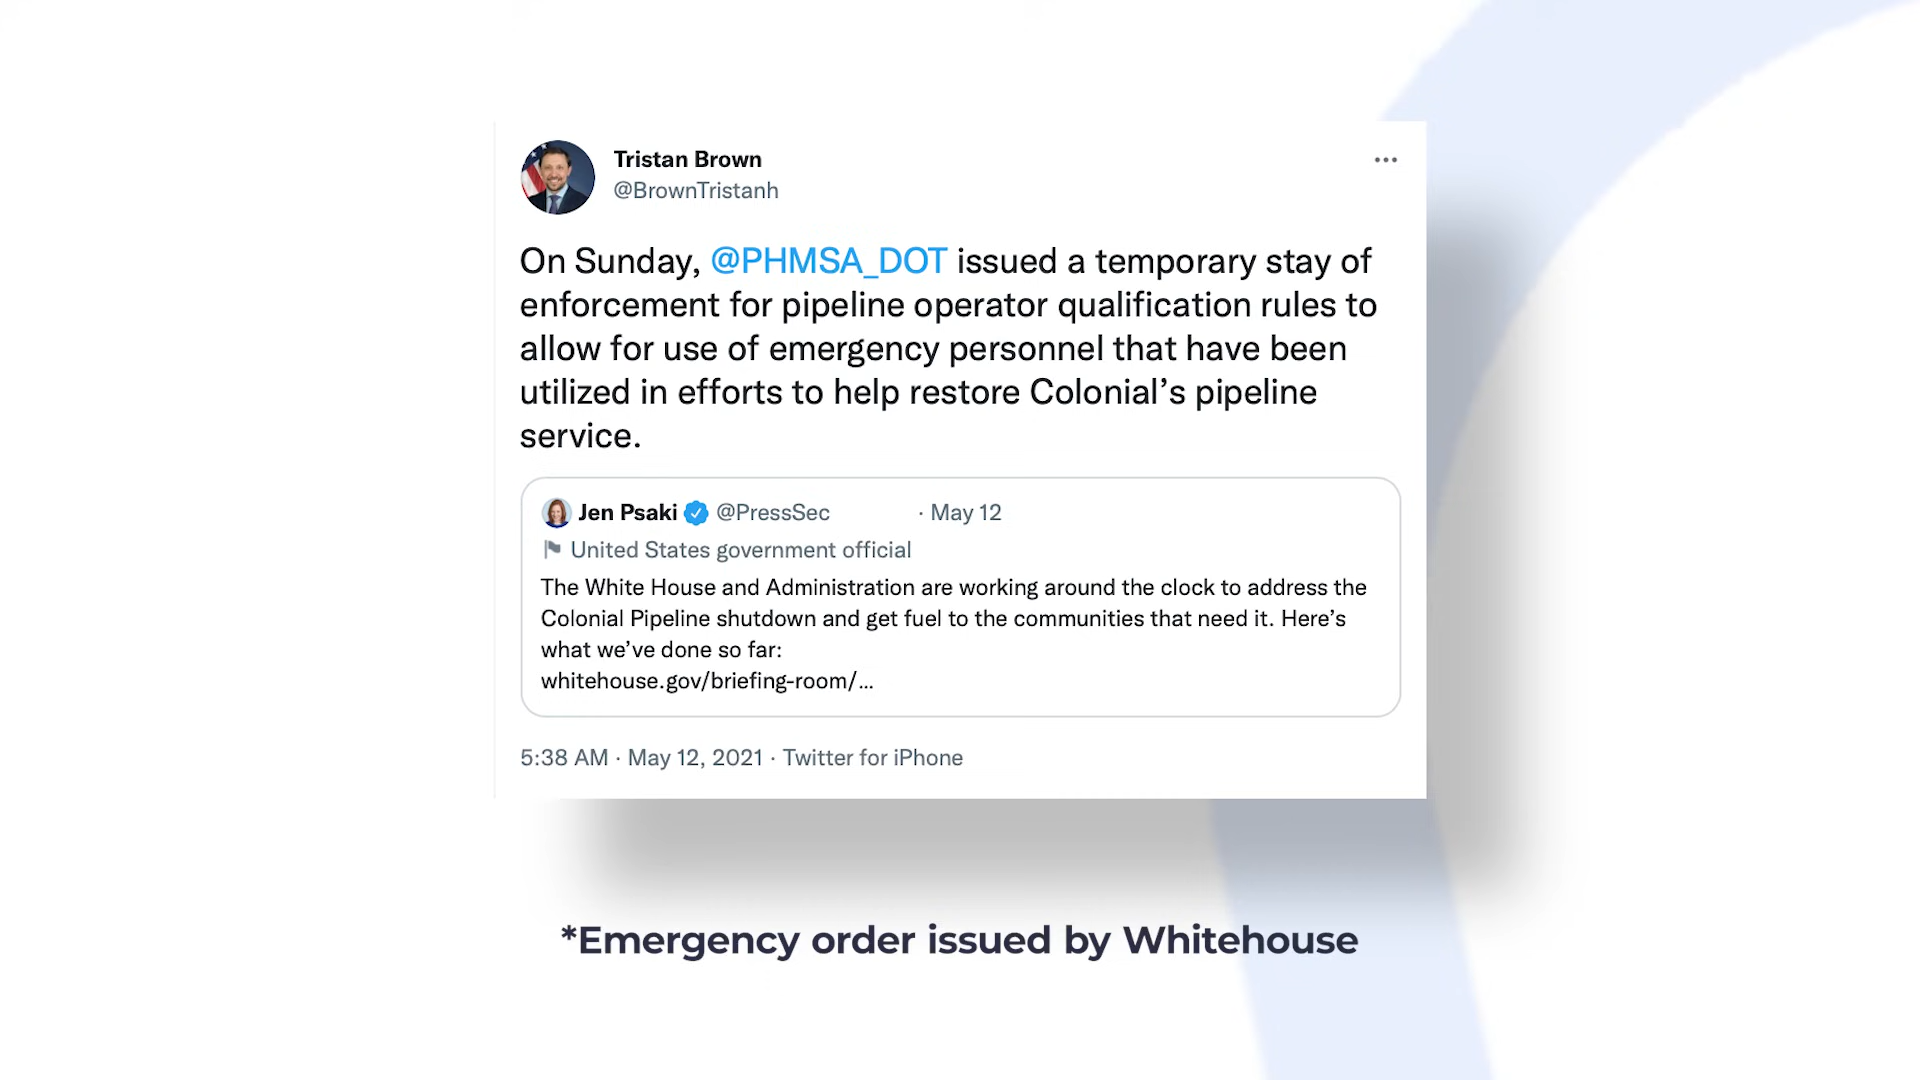 Tristan Brown
@BrownTristanh
On Sunday, @PHMSA_DOT issued a temporary stay of
enforcement for pipeline operator qualification rules to
allow for use of emergency personnel that have been
utilized in efforts to help restore Colonial’s pipeline
service.
Jen Psaki @PressSec · May 12
United States government official
The White House and Administration are working around the clock to address the
Colonial Pipeline shutdown and get fuel to the communities that need it. Here’s
what we’ve done so far:
whitehouse.gov/briefing-room/...
5:38 AM · May 12, 2021 · Twitter for iPhone
*Emergency order issued by Whitehouse